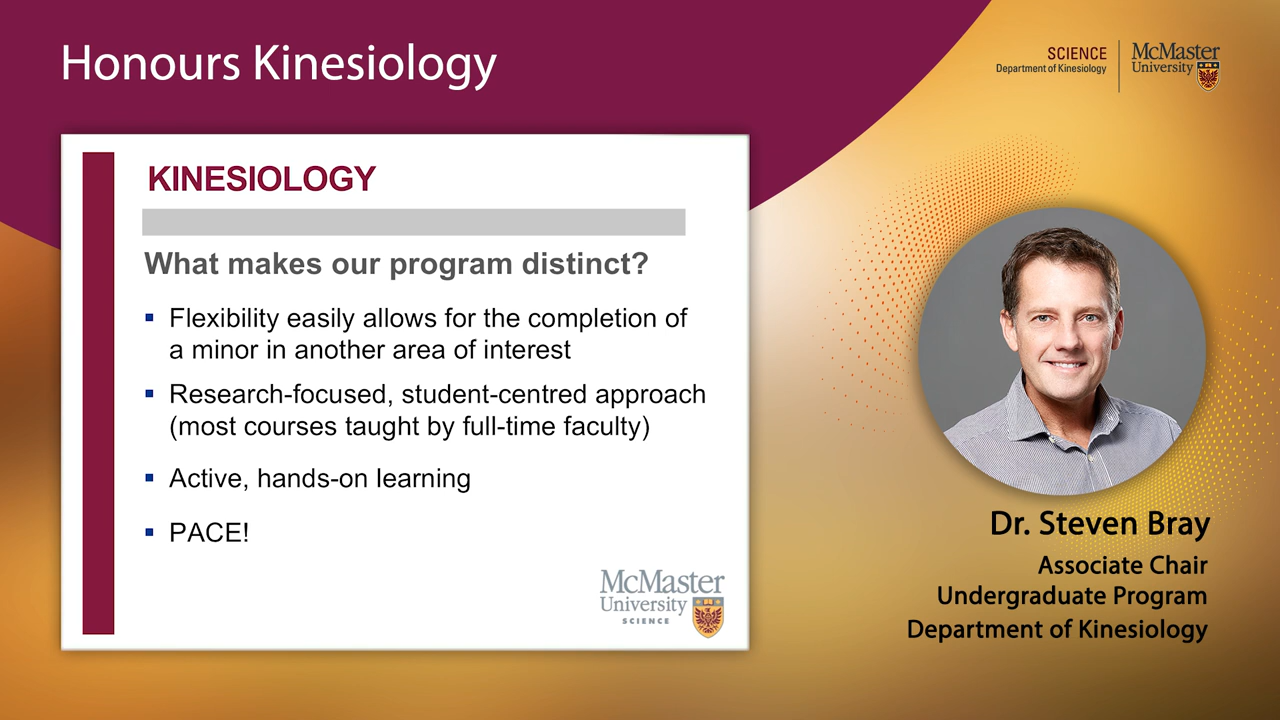 Honours Kinesiology
SCIENCE
Department of Kinesiology
McMaster
University
KINESIOLOGY
What makes our program distinct?
▪ Flexibility easily allows for the completion of
a minor in another area of interest
▪ Research-focused, student-centred approach
(most courses taught by full-time faculty)
▪ Active, hands-on learning
▪ PACE!
McMaster
University
SCIENCE
Dr. Steven Bray
Associate Chair
Undergraduate Program
Department of Kinesiology